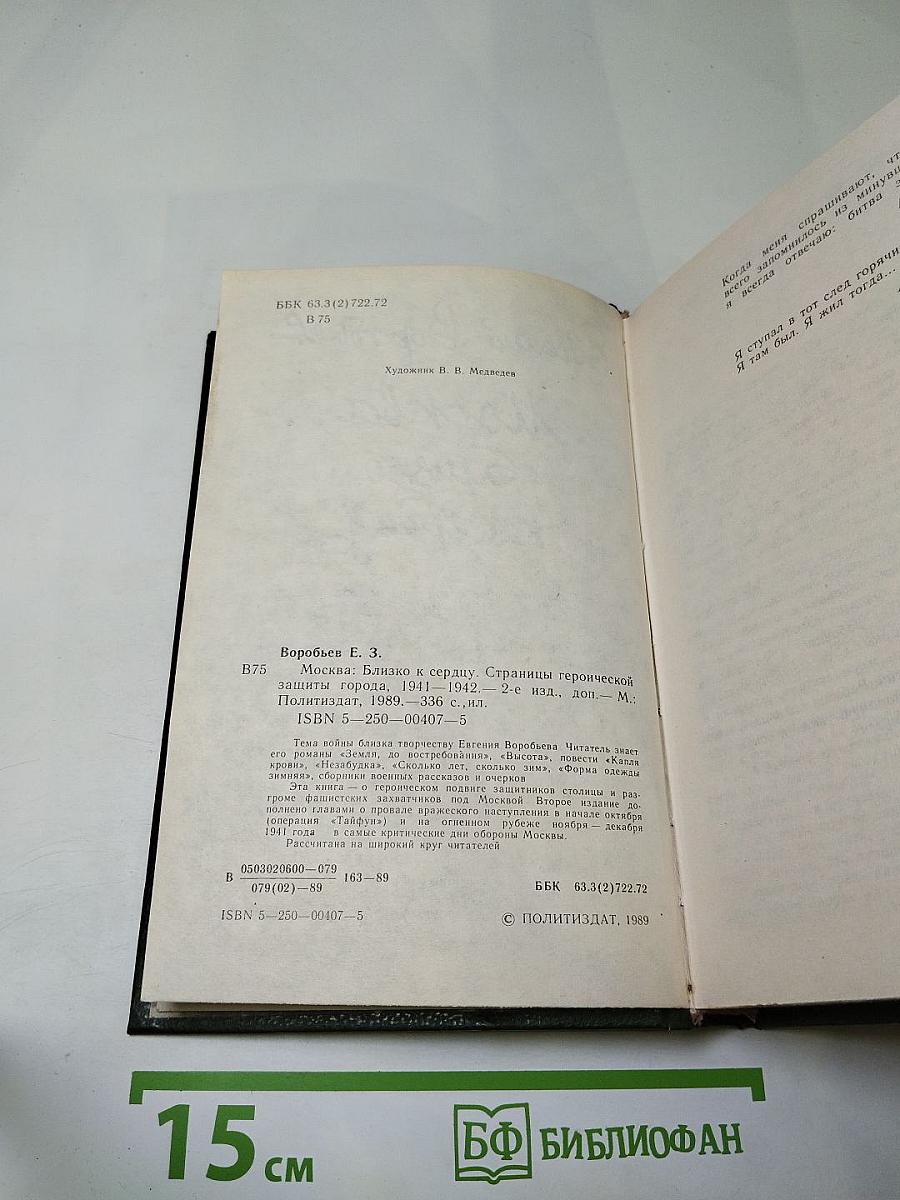 ББК 63.3(2)722.72
В 75
Художник В. В. Медведев
Воробьев Е. З.
В75 Москва: Близко к сердцу. Страницы героической
защиты города, 1941—1942.— 2-е изд., доп.— М.:
Политиздат, 1989.—336 с.,ил.
ISBN 5—250—00407—5
Тема войны близка творчеству Евгения Воробьева Читатель знает
его романы «Земля, до востребования», «Высота», повести «Капля
крови», «Незабудка», «Сколько лет, сколько зим», «Форма одежды
зимняя», сборники военных рассказов и очерков
Эта книга — о героическом подвиге защитников столицы и раз-
громе фашистских захватчиков под Москвой Второе издание до-
полнено главами о провале вражеского наступления в начале октября
(операция «Тайфун») и на огненном рубеже ноября — декабря
1941 года в самые критические дни обороны Москвы.
Рассчитана на широкий круг читателей
В 0503020600—079
079(02)—89
163—89
ББК 63.3(2)722.72
ISBN 5—250—00407—5
© ПОЛИТИЗДАТ, 1989
Когда меня спрашивают,
всего запомнилось из
я всегда отвечаю: битва
Я ступал в тот след
Я там был. Я жил тогда...
15 см
БФ БИБЛИОФАН